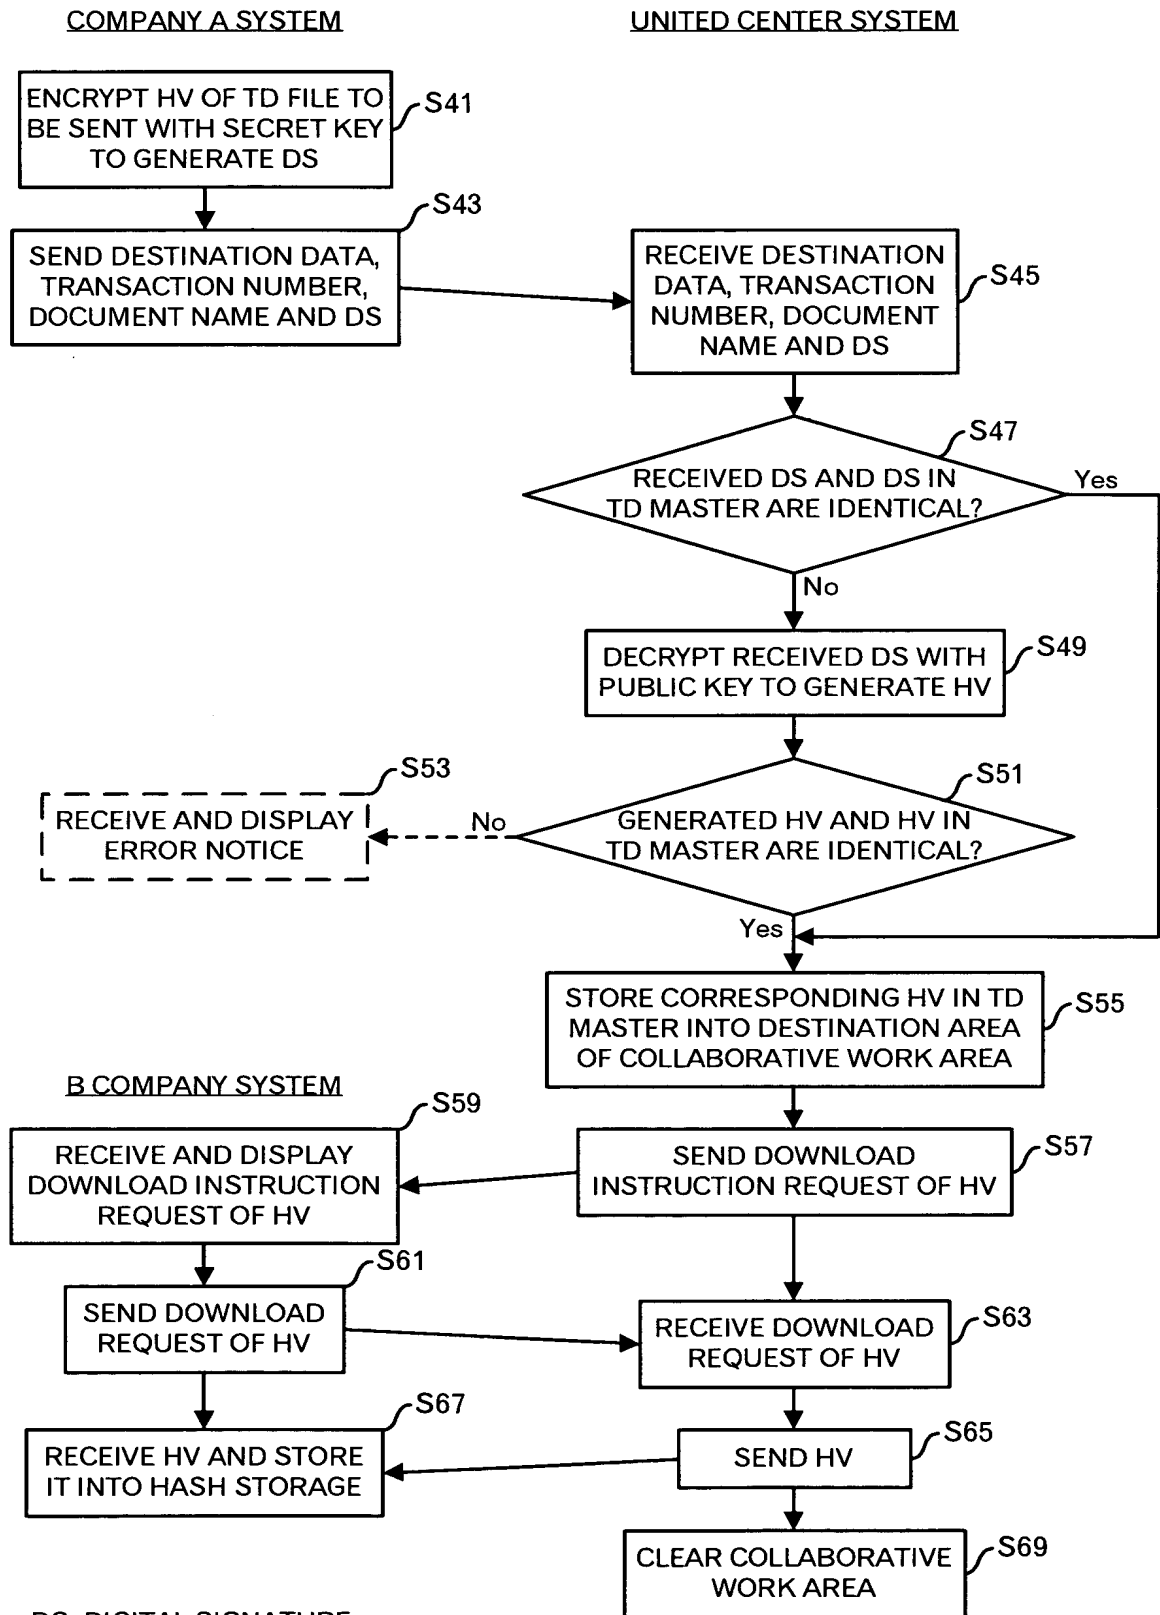 COMPANY A SYSTEM
UNITED CENTER SYSTEM
ENCRYPT HV OF TD FILE TO
BE SENT WITH SECRET KEY
TO GENERATE DS
S41
S43
SEND DESTINATION DATA,
TRANSACTION NUMBER,
DOCUMENT NAME AND DS
RECEIVE DESTINATION
DATA, TRANSACTION
NUMBER, DOCUMENT
NAME AND DS
S45
S47
RECEIVED DS AND DS IN
TD MASTER ARE IDENTICAL?
Yes
No
DECRYPT RECEIVED DS WITH
PUBLIC KEY TO GENERATE HV
S49
S53
RECEIVE AND DISPLAY
ERROR NOTICE
No
S51
GENERATED HV AND HV IN
TD MASTER ARE IDENTICAL?
Yes
STORE CORRESPONDING HV IN TD
MASTER INTO DESTINATION AREA
OF COLLABORATIVE WORK AREA
S55
B COMPANY SYSTEM
S59
RECEIVE AND DISPLAY
DOWNLOAD INSTRUCTION
REQUEST OF HV
SEND DOWNLOAD
INSTRUCTION REQUEST OF HV
S57
S61
SEND DOWNLOAD
REQUEST OF HV
RECEIVE DOWNLOAD
REQUEST OF HV
S63
S67
RECEIVE HV AND STORE
IT INTO HASH STORAGE
SEND HV
S65
CLEAR COLLABORATIVE
WORK AREA
S69
DS: DIGITAL SIGNATURE